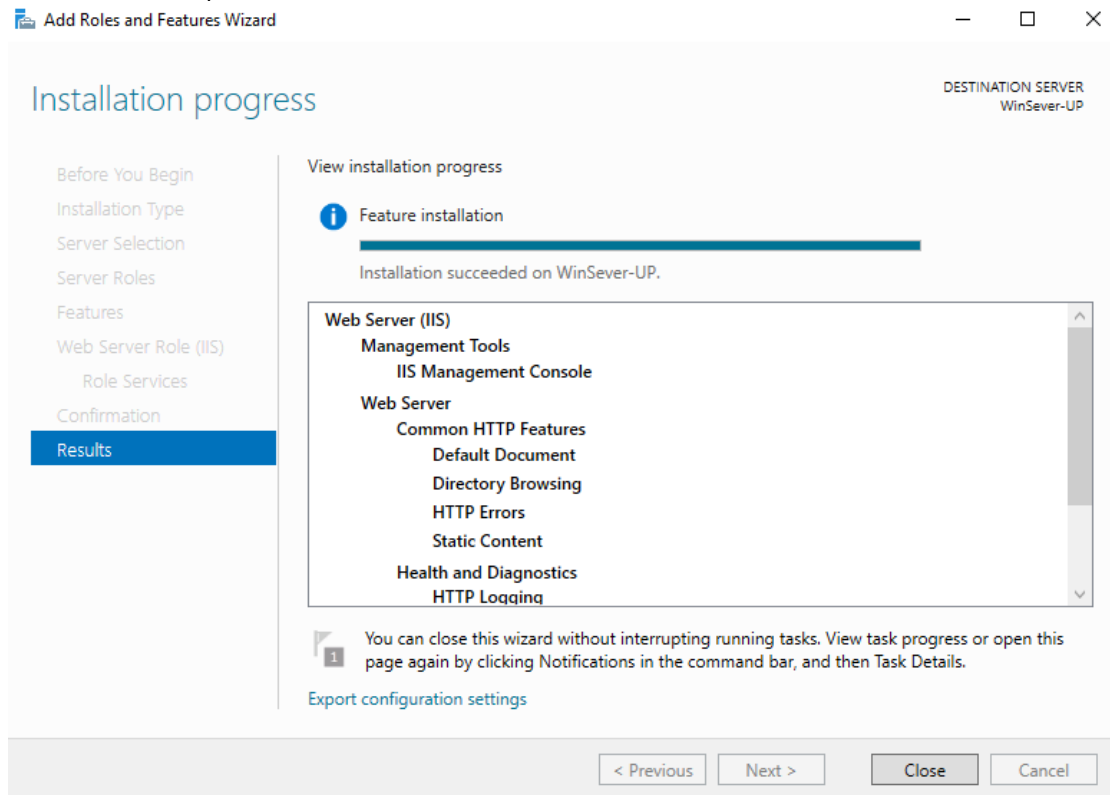 Add Roles and Features Wizard
Installation progress
DESTINATION SERVER
WinSever-UP
Before You Begin
Installation Type
Server Selection
Server Roles
Features
Web Server Role (IIS)
Role Services
Confirmation
Results
View installation progress
Feature installation
Installation succeeded on WinSever-UP.
Web Server (IIS)
Management Tools
IIS Management Console
Web Server
Common HTTP Features
Default Document
Directory Browsing
HTTP Errors
Static Content
Health and Diagnostics
HTTP Logging
1
You can close this wizard without interrupting running tasks. View task progress or open this
page again by clicking Notifications in the command bar, and then Task Details.
Export configuration settings
< Previous
Next >
Close
Cancel